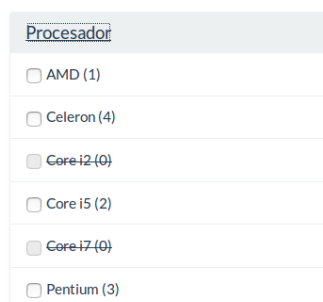 Procesador
AMD (1)
Celeron (4)
Core i2 (0)
Core i5 (2)
Core i7 (0)
Pentium (3)